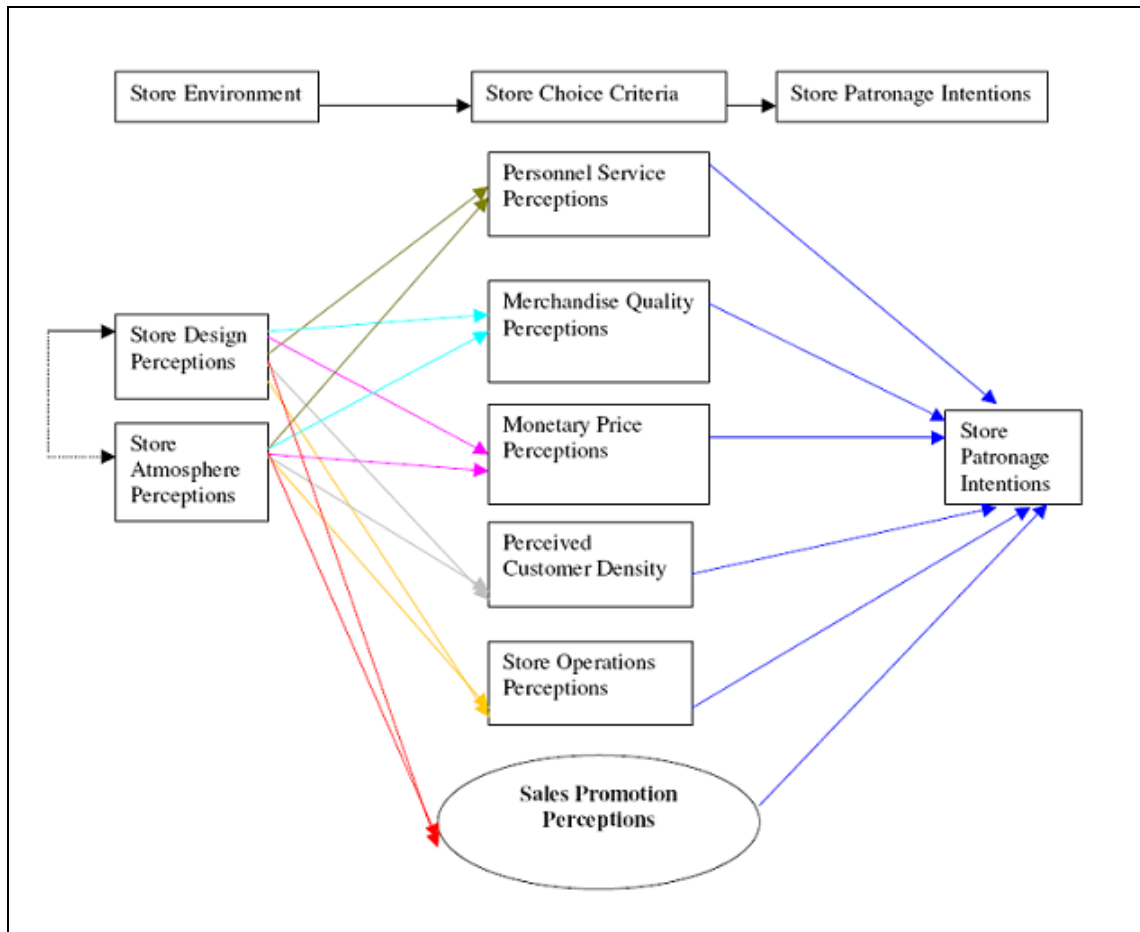 Store Environment
Store Choice Criteria
Store Patronage Intentions
Personnel Service
Perceptions
Merchandise Quality
Perceptions
Store Design
Perceptions
Monetary Price
Perceptions
Store
Atmosphere
Perceptions
Store
Patronage
Intentions
Perceived
Customer Density
Store Operations
Perceptions
Sales Promotion
Perceptions